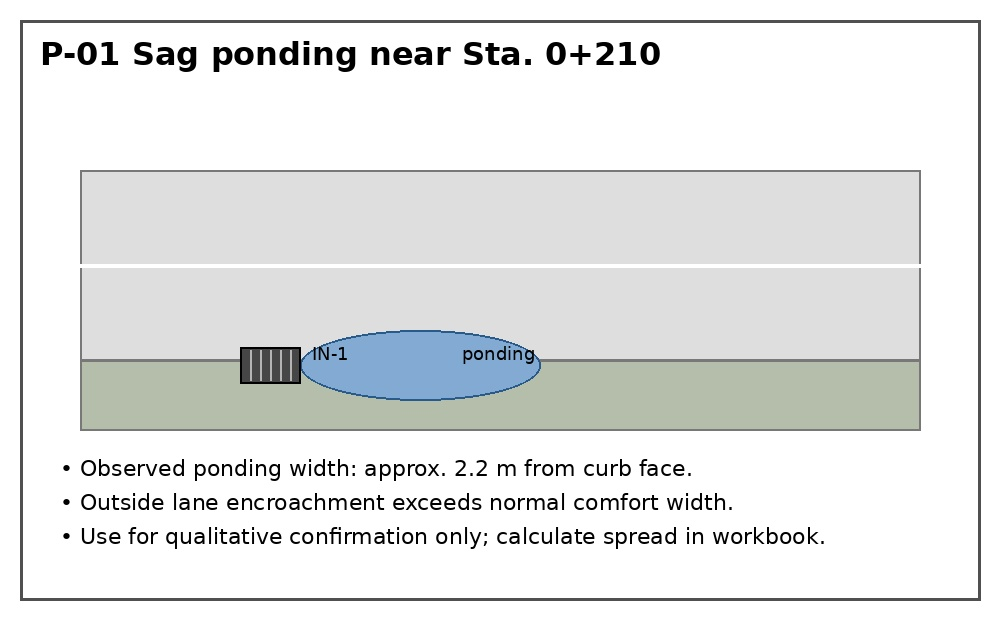 P-01 Sag ponding near Sta. 0+210
IN-1
ponding
• Observed ponding width: approx. 2.2 m from curb face.
• Outside lane encroachment exceeds normal comfort width.
• Use for qualitative confirmation only; calculate spread in workbook.